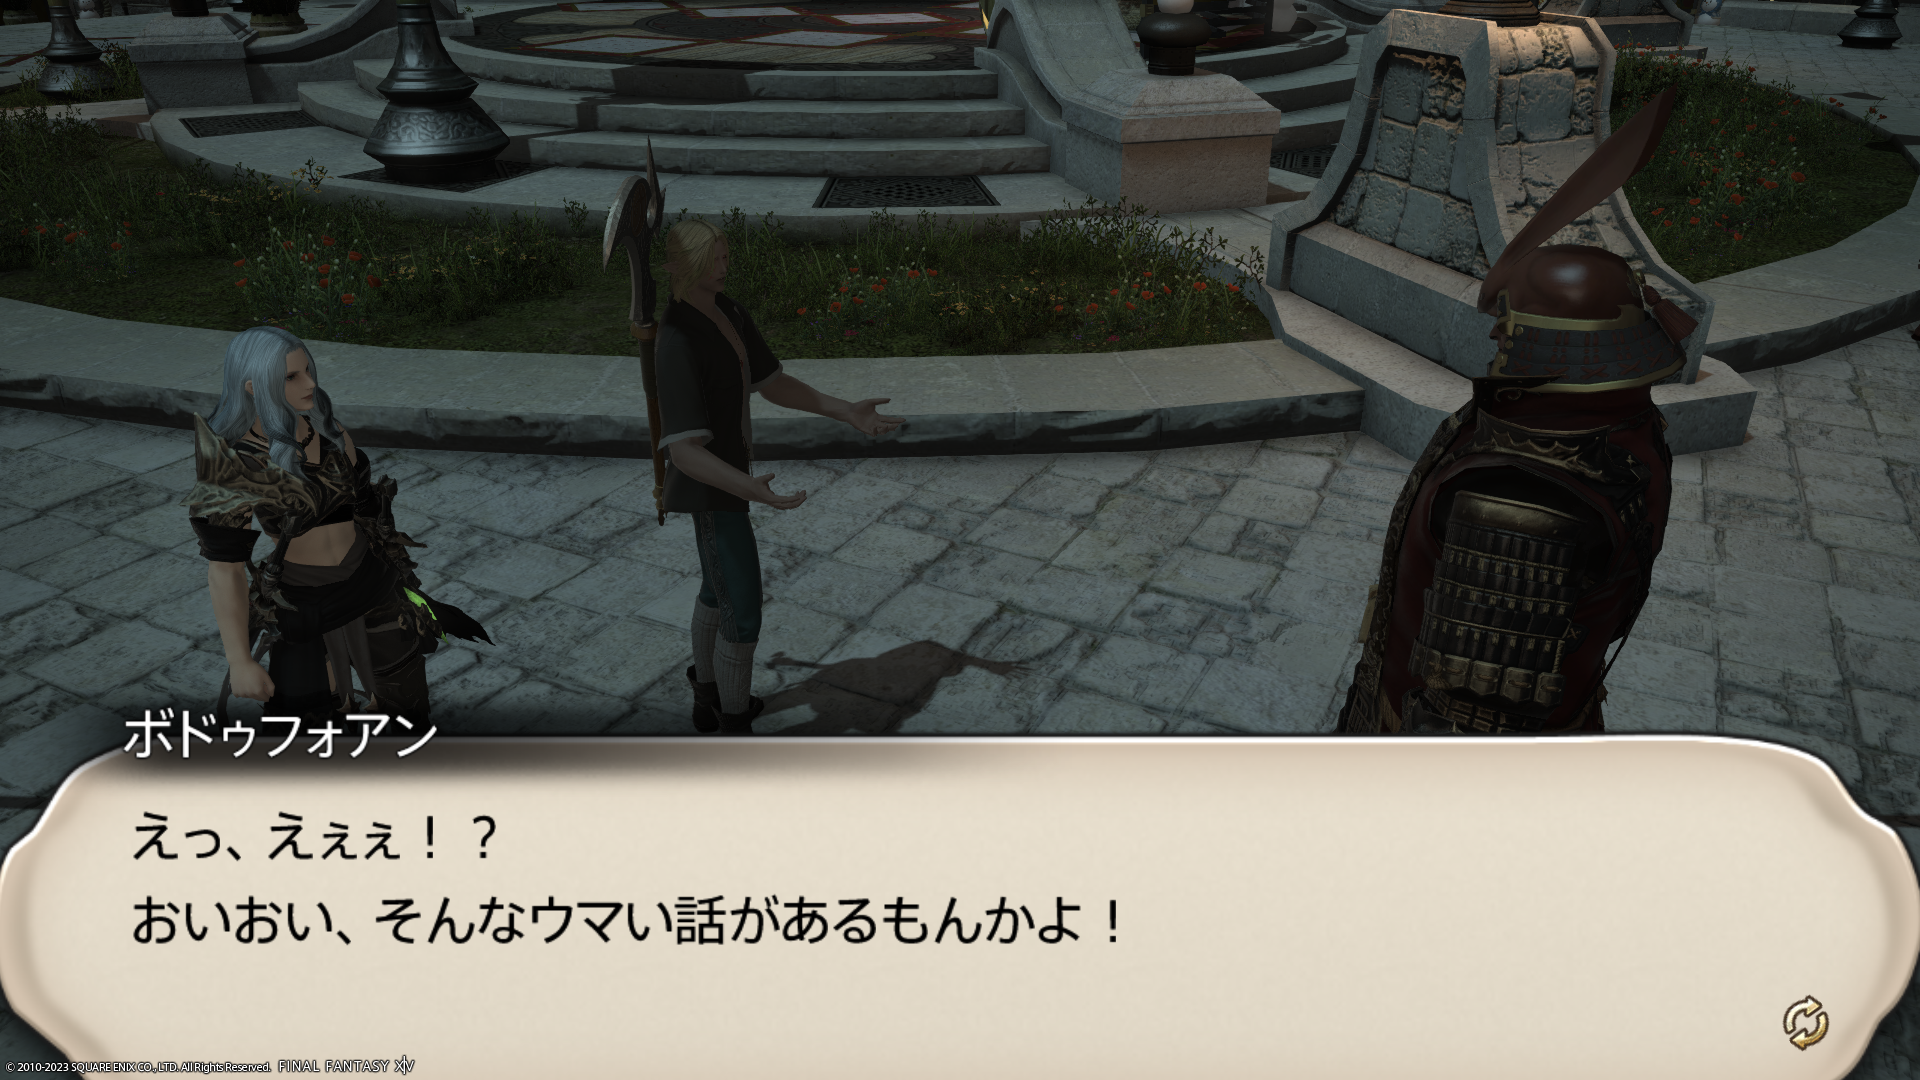 ボドゥフォアン
えっ、えぇぇ！？
おいおい、そんなウマい話があるもんかよ！
© 2010-2023 SQUARE ENIX CO., LTD. All Rights Reserved. FINAL FANTASY XIV